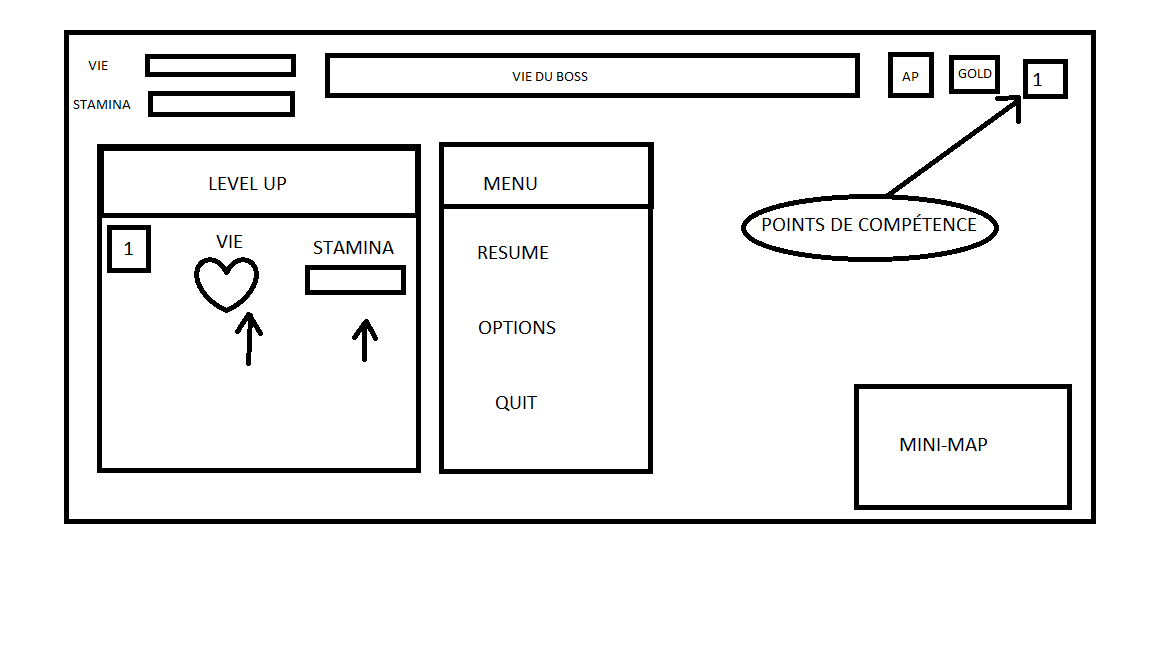 VIE
STAMINA
VIE DU BOSS
AP
GOLD
1
LEVEL UP
1
VIE
STAMINA
MENU
RESUME
OPTIONS
QUIT
POINTS DE COMPÉTENCE
MINI-MAP